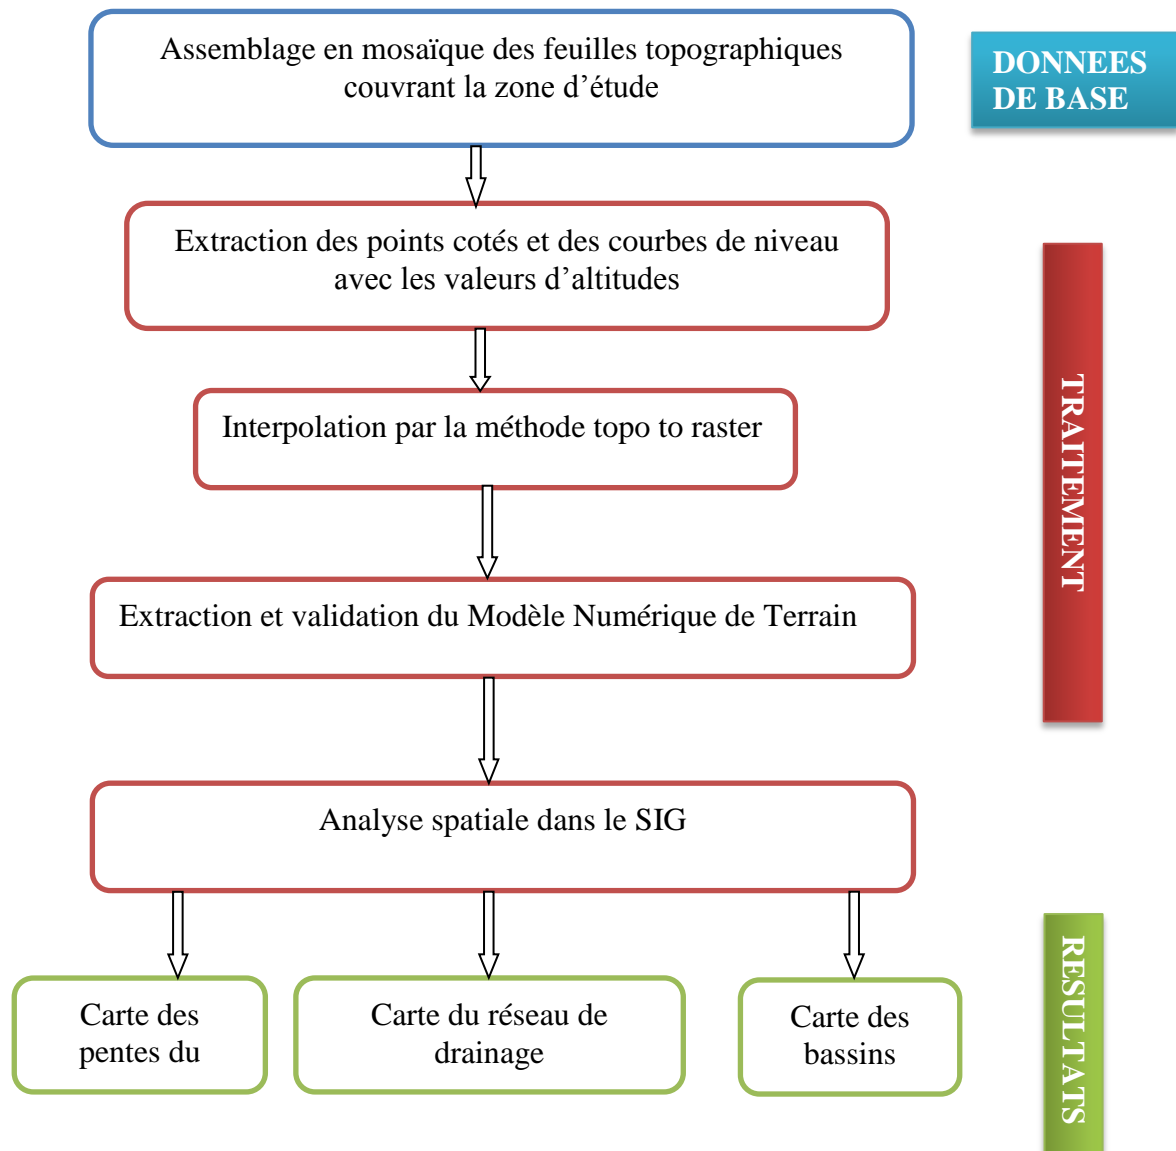 Assemblage en mosaïque des feuilles topographiques
couvrant la zone d’étude
DONNEES
DE BASE
Extraction des points cotés et des courbes de niveau
avec les valeurs d’altitudes
Interpolation par la méthode topo to raster
TRAITEMENT
Extraction et validation du Modèle Numérique de Terrain
Analyse spatiale dans le SIG
Carte des
pentes du
Carte du réseau de
drainage
Carte des
bassins
RESULTATS